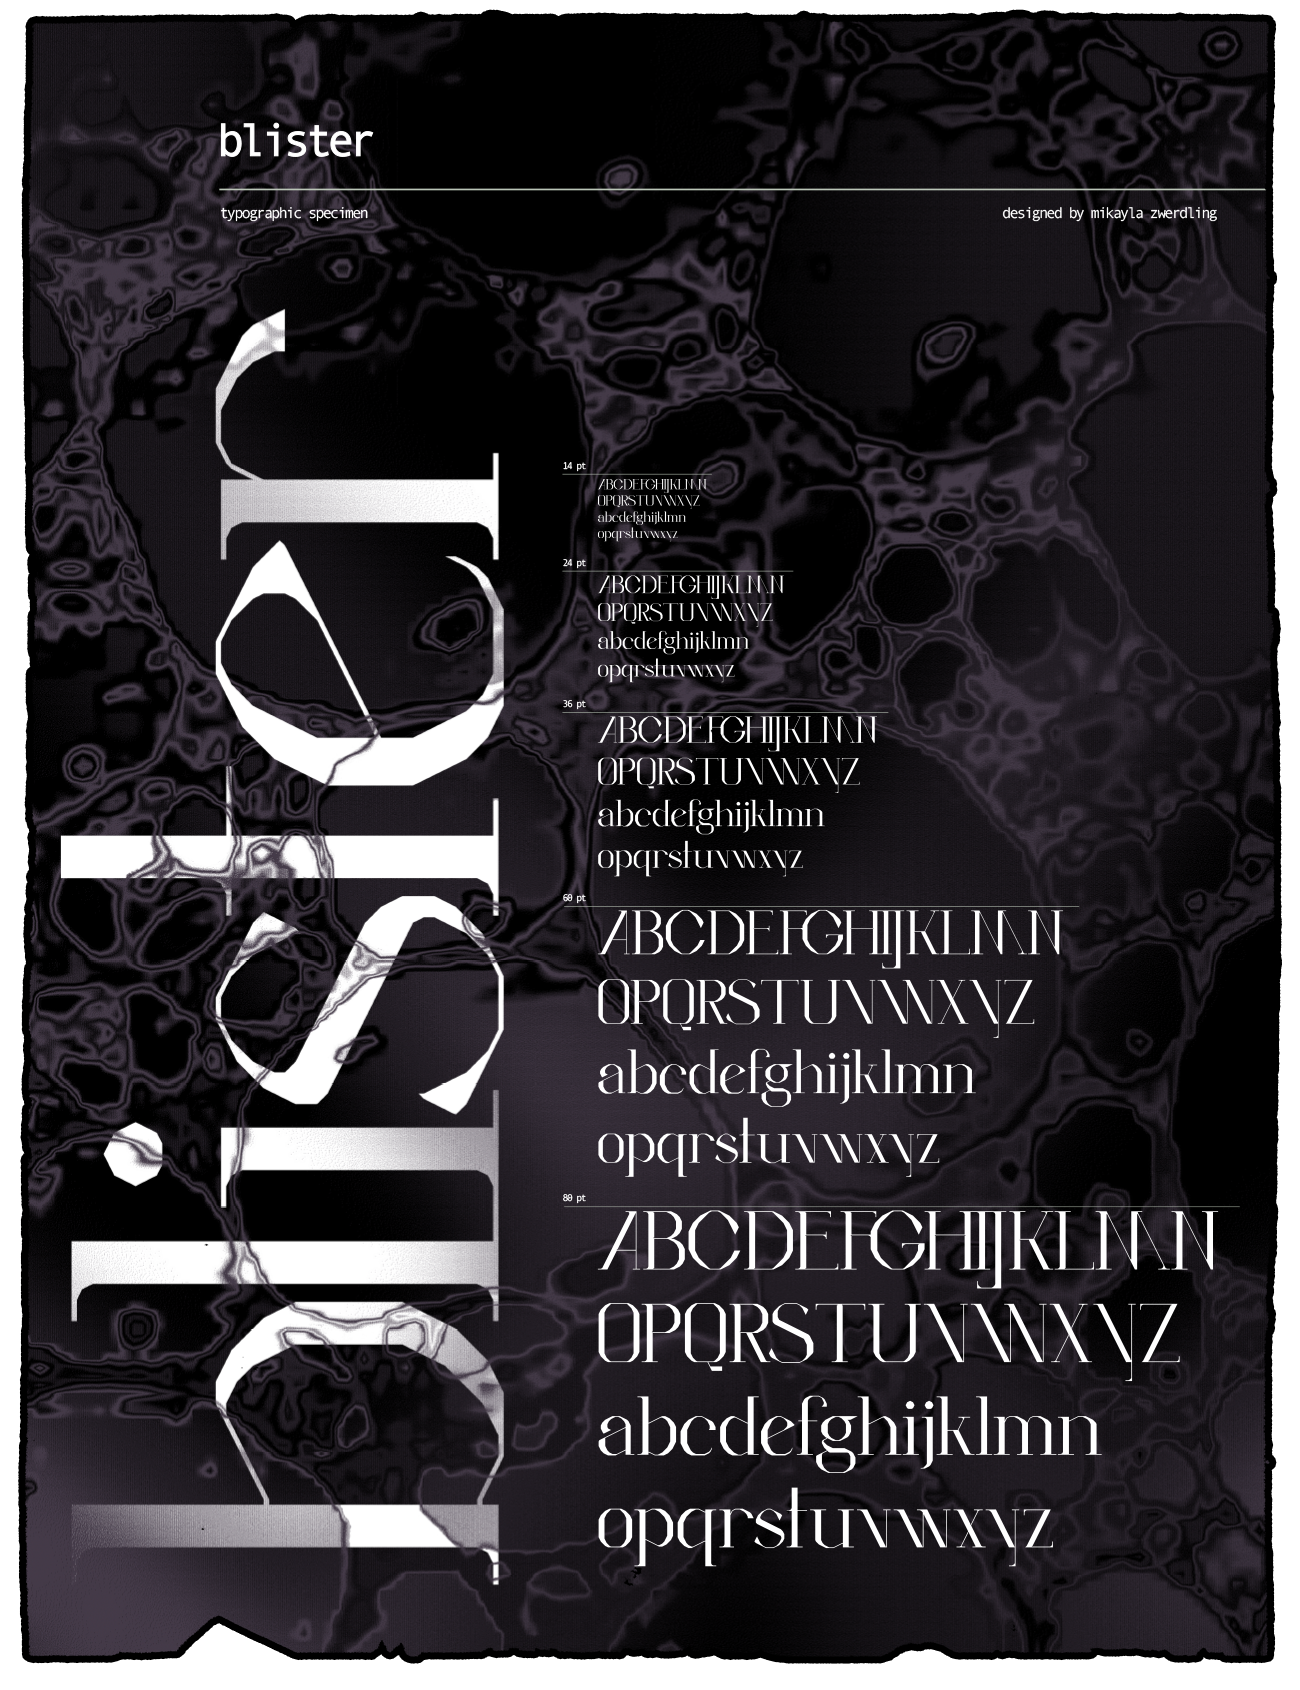 blister
typographic specimen
designed by mikayla zwerdling
blister
14 pt
ABCDEFGHIJKLMN
OPQRSTUVWXYZ
abcdefghijklmn
opqrstuvwxyz
24 pt
ABCDEFGHIJKLMN
OPQRSTUVWXYZ
abcdefghijklmn
opqrstuvwxyz
36 pt
ABCDEFGHIJKLMN
OPQRSTUVWXYZ
abcdefghijklmn
opqrstuvwxyz
60 pt
ABCDEFGHIJKLMN
OPQRSTUVWXYZ
abcdefghijklmn
opqrstuvwxyz
80 pt
ABCDEFGHIJKLMN
OPQRSTUVWXYZ
abcdefghijklmn
opqrstuvwxyz